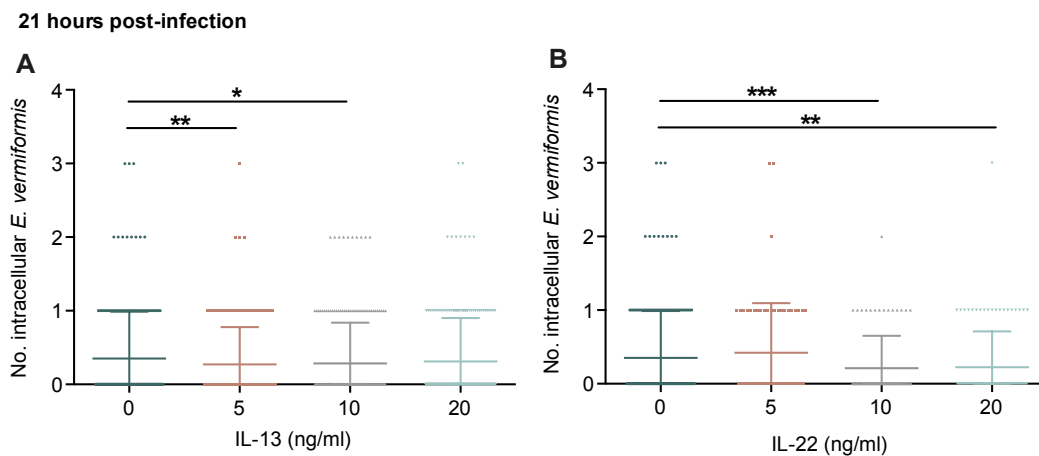 21 hours post-infection
A
No. intracellular E. vermiformis
4
3
2
1
0
*
**
0 5 10 20
IL-13 (ng/ml)
B
No. intracellular E. vermiformis
4
3
2
1
0
***
**
0 5 10 20
IL-22 (ng/ml)